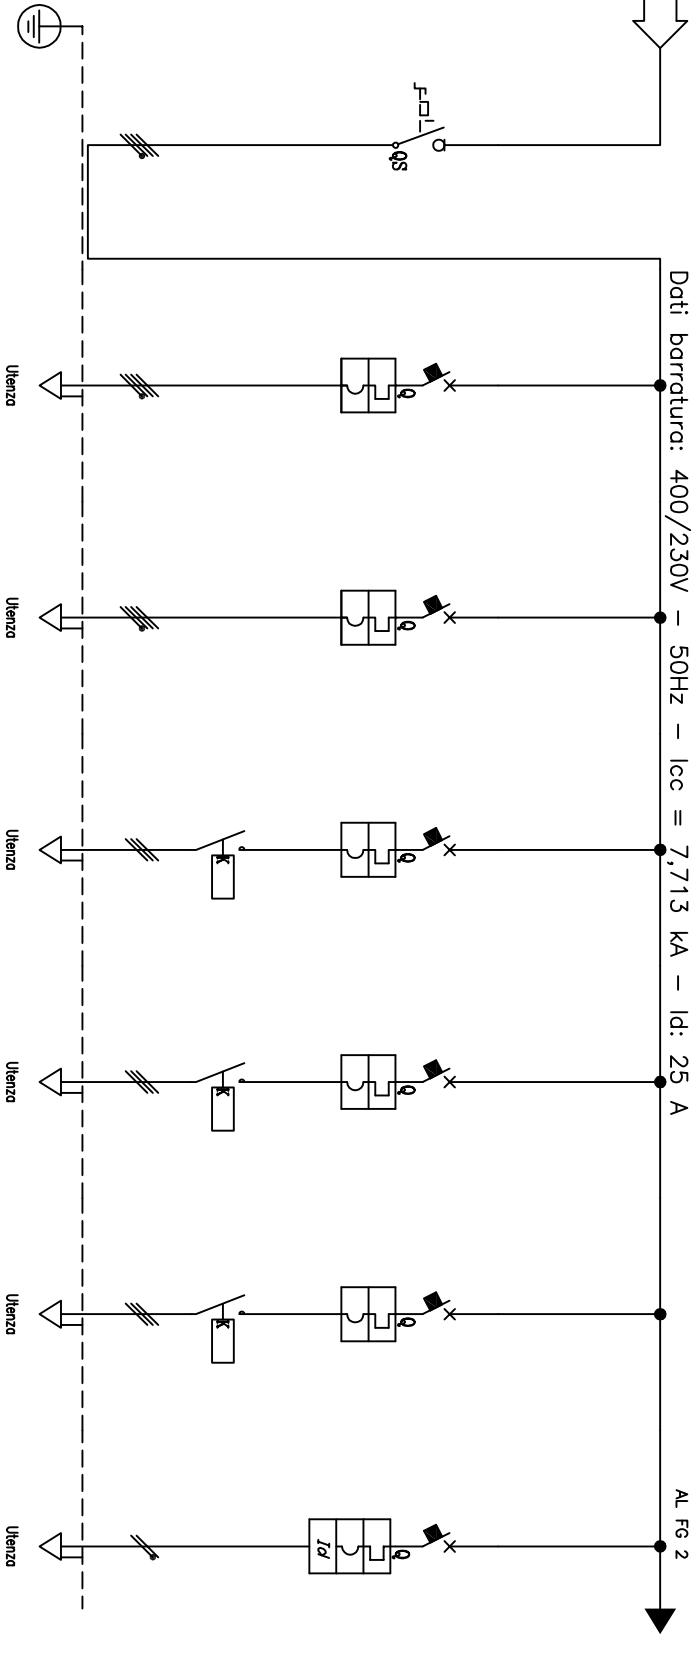 QS
Dati barratura: 400/230V - 50Hz - Icc = 7,713 kA - Id: 25 A
AL FG 2
Q
Q
Q
Q
Q
Q
K
K
K
Id
Utenza
Utenza
Utenza
Utenza
Utenza
Utenza